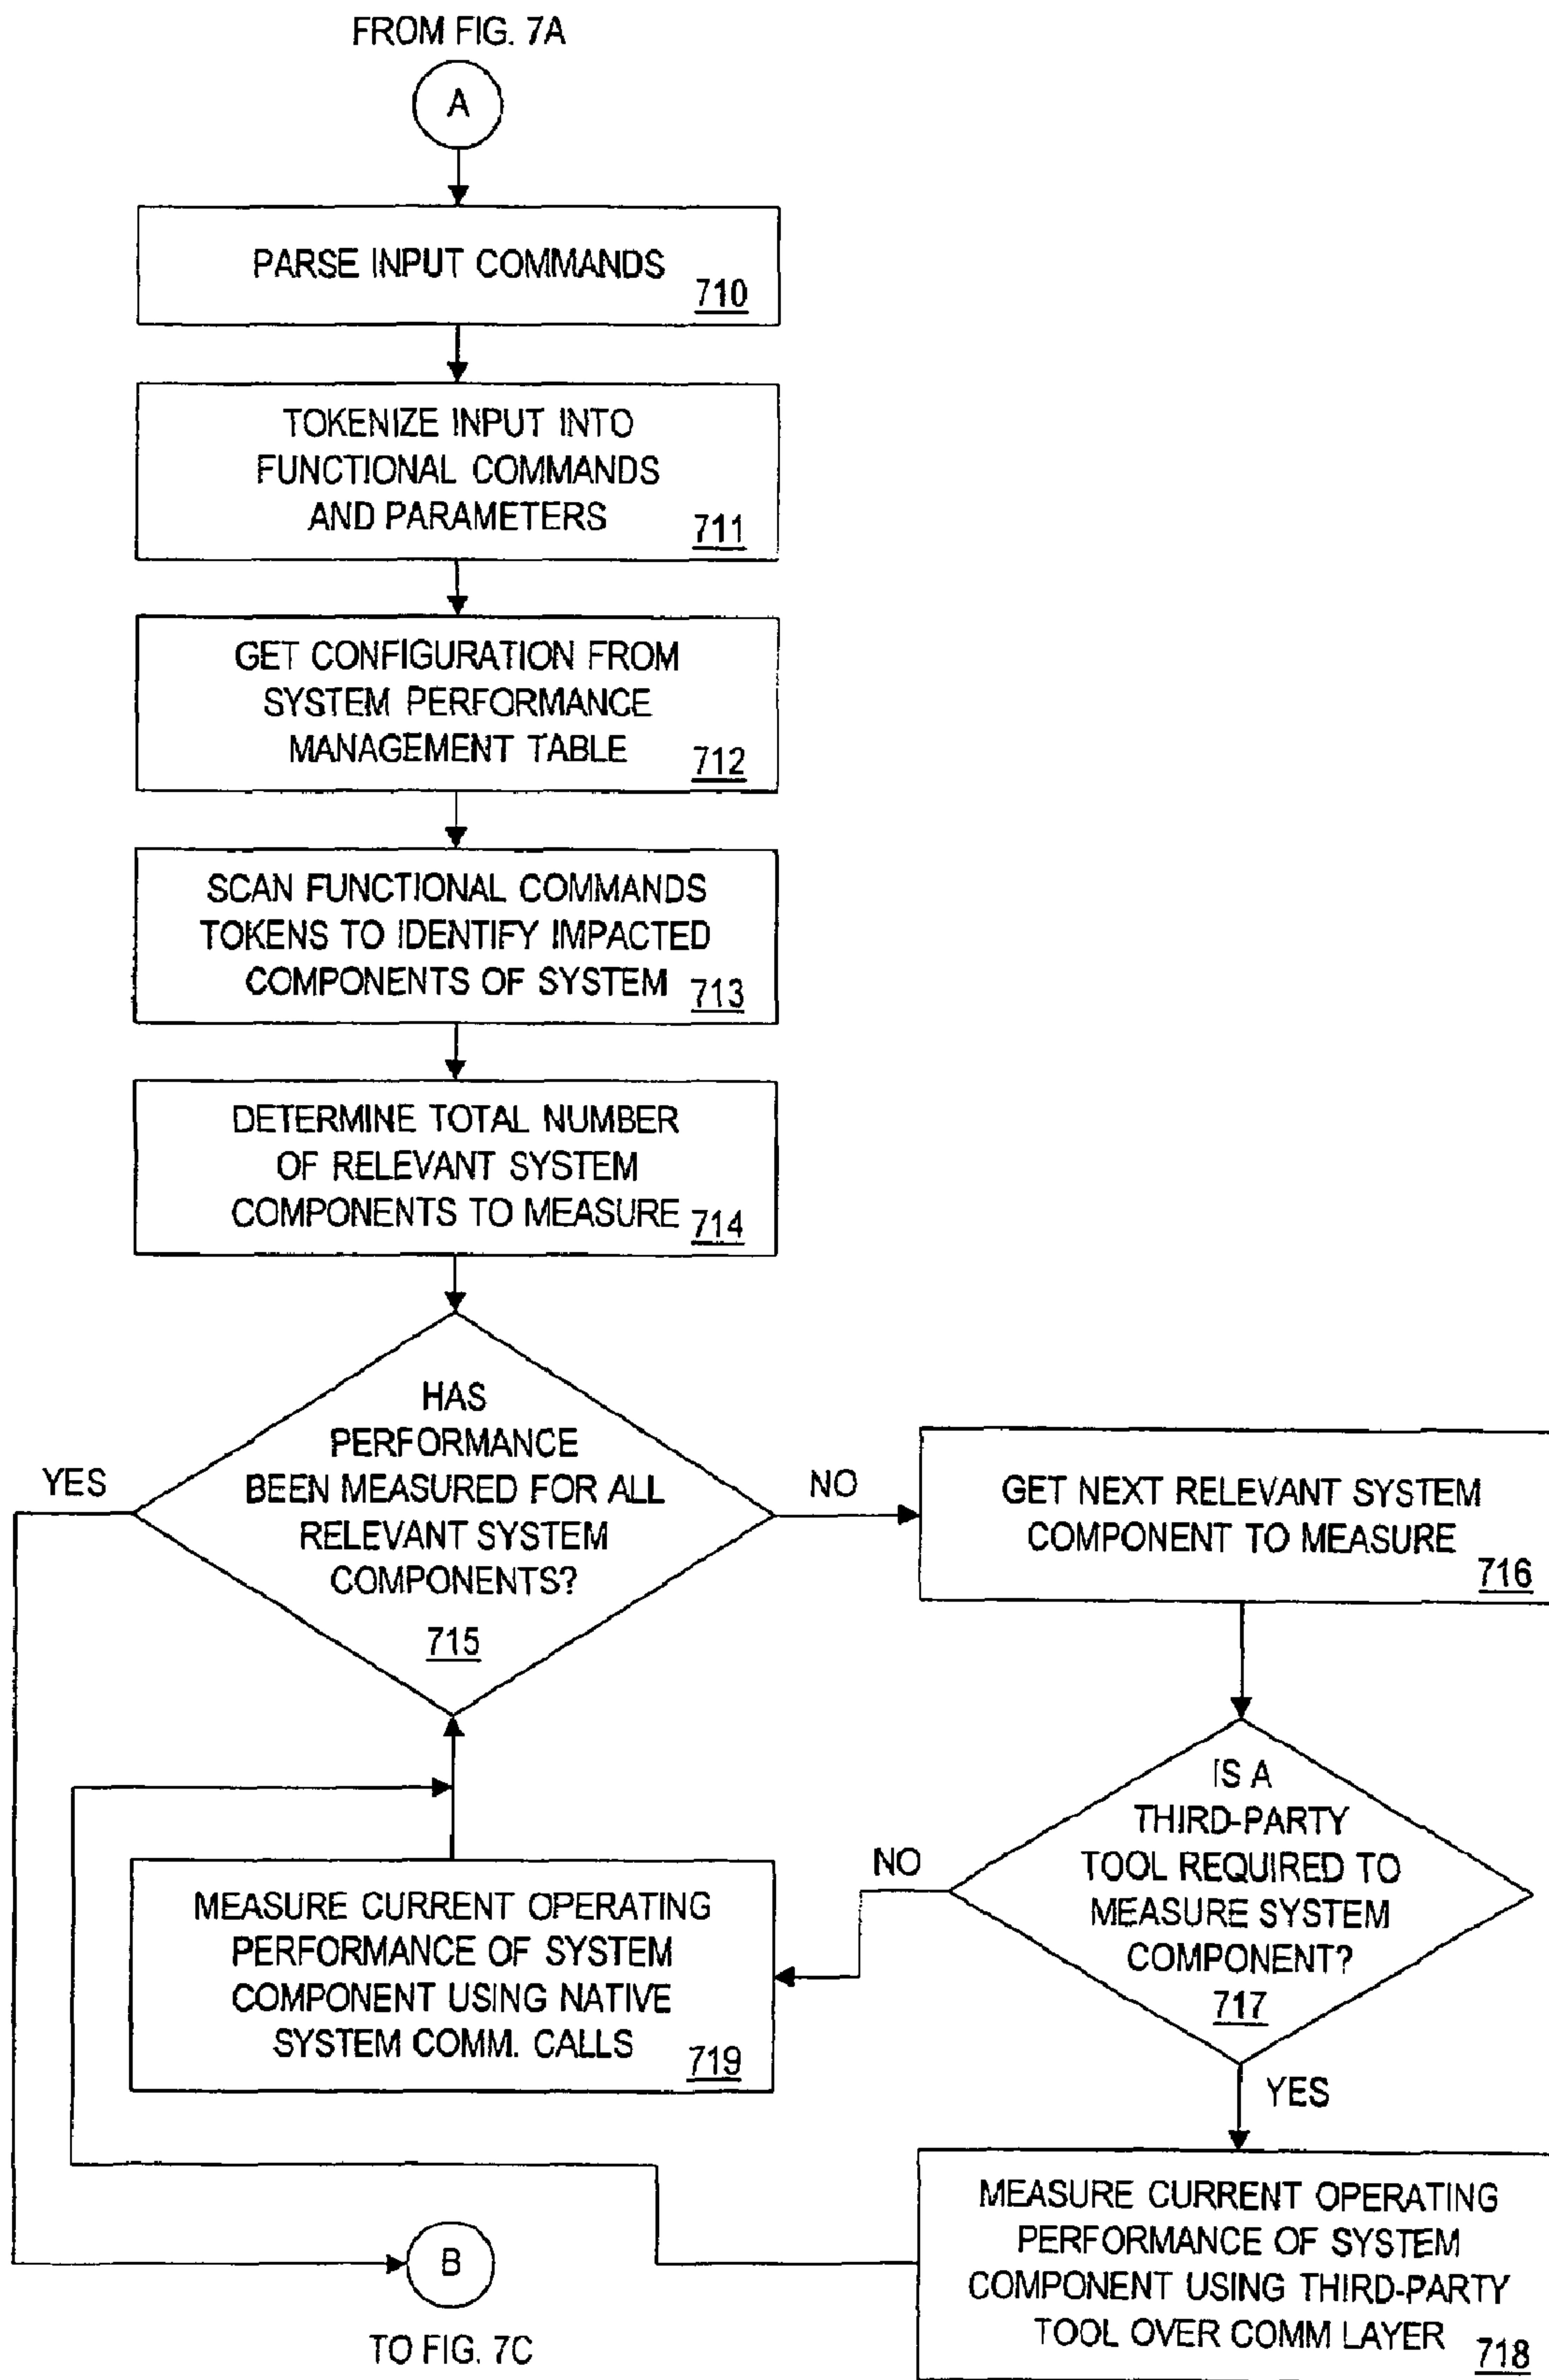 FROM FIG. 7A
A
PARSE INPUT COMMANDS
710
TOKENIZE INPUT INTO
FUNCTIONAL COMMANDS
AND PARAMETERS
711
GET CONFIGURATION FROM
SYSTEM PERFORMANCE
MANAGEMENT TABLE
712
SCAN FUNCTIONAL COMMANDS
TOKENS TO IDENTIFY IMPACTED
COMPONENTS OF SYSTEM
713
DETERMINE TOTAL NUMBER
OF RELEVANT SYSTEM
COMPONENTS TO MEASURE
714
HAS
PERFORMANCE
BEEN MEASURED FOR ALL
RELEVANT SYSTEM
COMPONENTS?
715
YES
NO
GET NEXT RELEVANT SYSTEM
COMPONENT TO MEASURE
716
IS A
THIRD-PARTY
TOOL REQUIRED TO
MEASURE SYSTEM
COMPONENT?
717
NO
YES
MEASURE CURRENT OPERATING
PERFORMANCE OF SYSTEM
COMPONENT USING NATIVE
SYSTEM COMM. CALLS
719
MEASURE CURRENT OPERATING
PERFORMANCE OF SYSTEM
COMPONENT USING THIRD-PARTY
TOOL OVER COMM LAYER
718
B
TO FIG. 7C